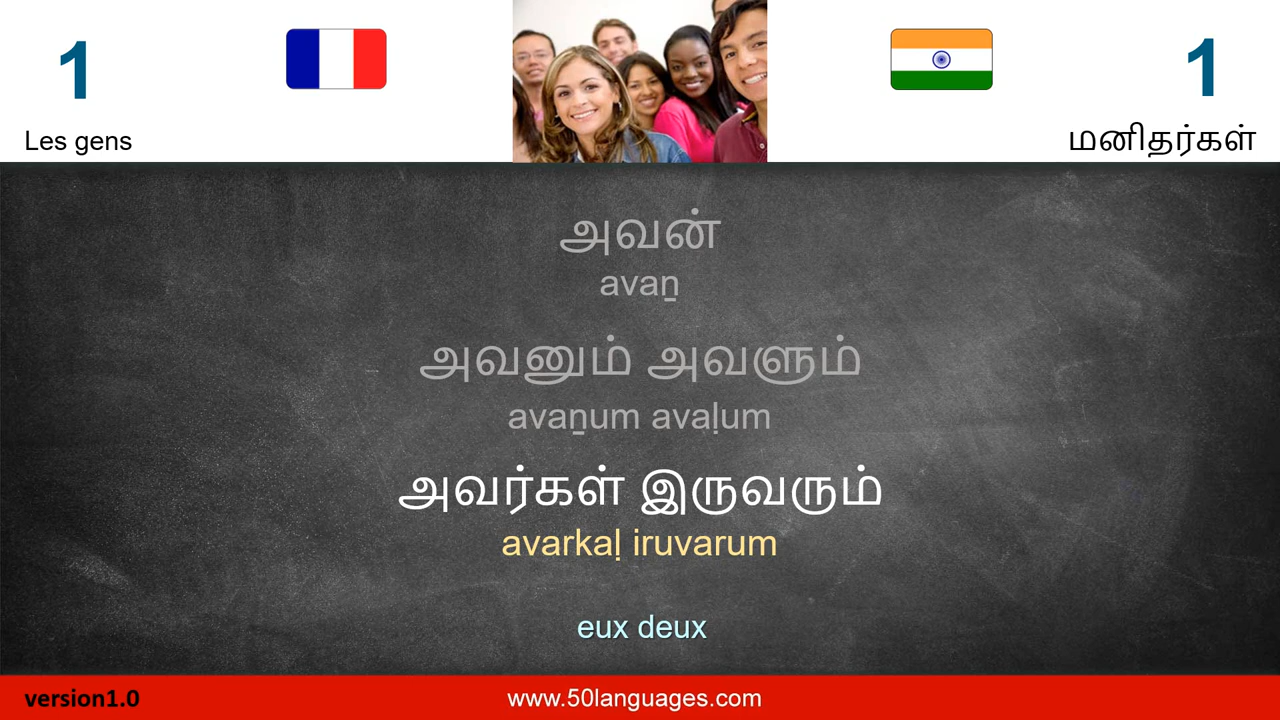 1
1
Les gens
மனிதர்கள்
அவன்
avaṉ
அவனும் அவளும்
avaṉum avaḷum
அவர்கள் இருவரும்
avarkaḷ iruvarum
eux deux
version1.0
www.50languages.com